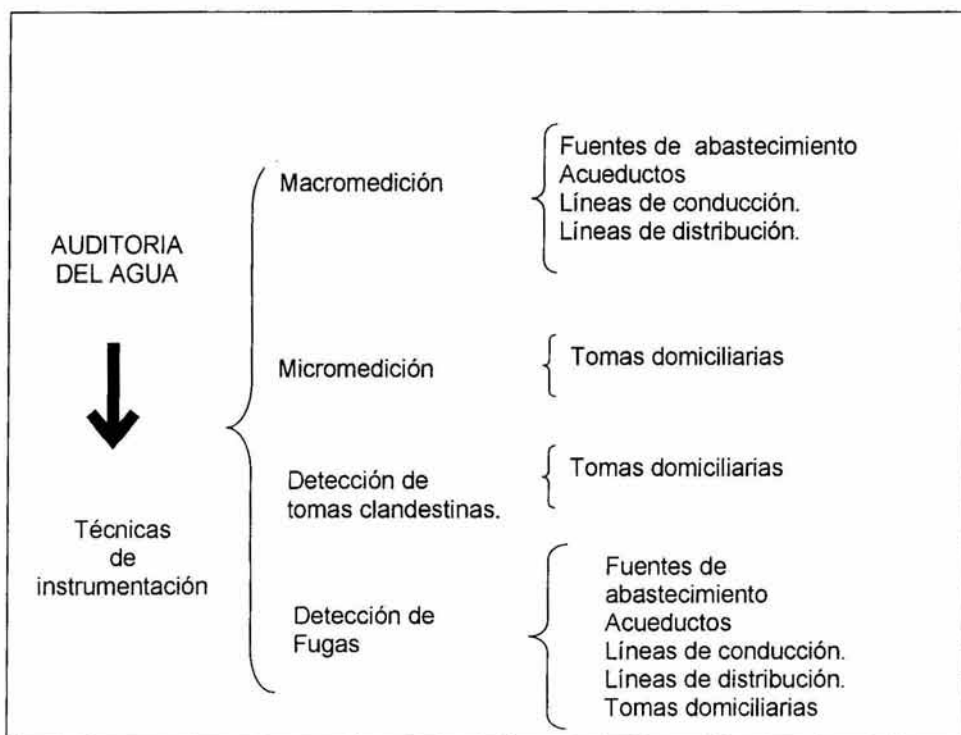 AUDITORIA
DEL AGUA
Técnicas
de
instrumentación
Macromedición
Fuentes de abastecimiento
Acueductos
Líneas de conducción.
Líneas de distribución.
Micromedición
Tomas domiciliarias
Detección de
tomas clandestinas.
Tomas domiciliarias
Detección de
Fugas
Fuentes de
abastecimiento
Acueductos
Líneas de conducción.
Líneas de distribución.
Tomas domiciliarias